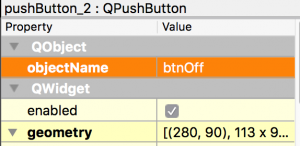 pushButton_2 : QPushButton
Property Value
QObject
objectName btnOff
QWidget
enabled
geometry [(280, 90), 113 x 9...